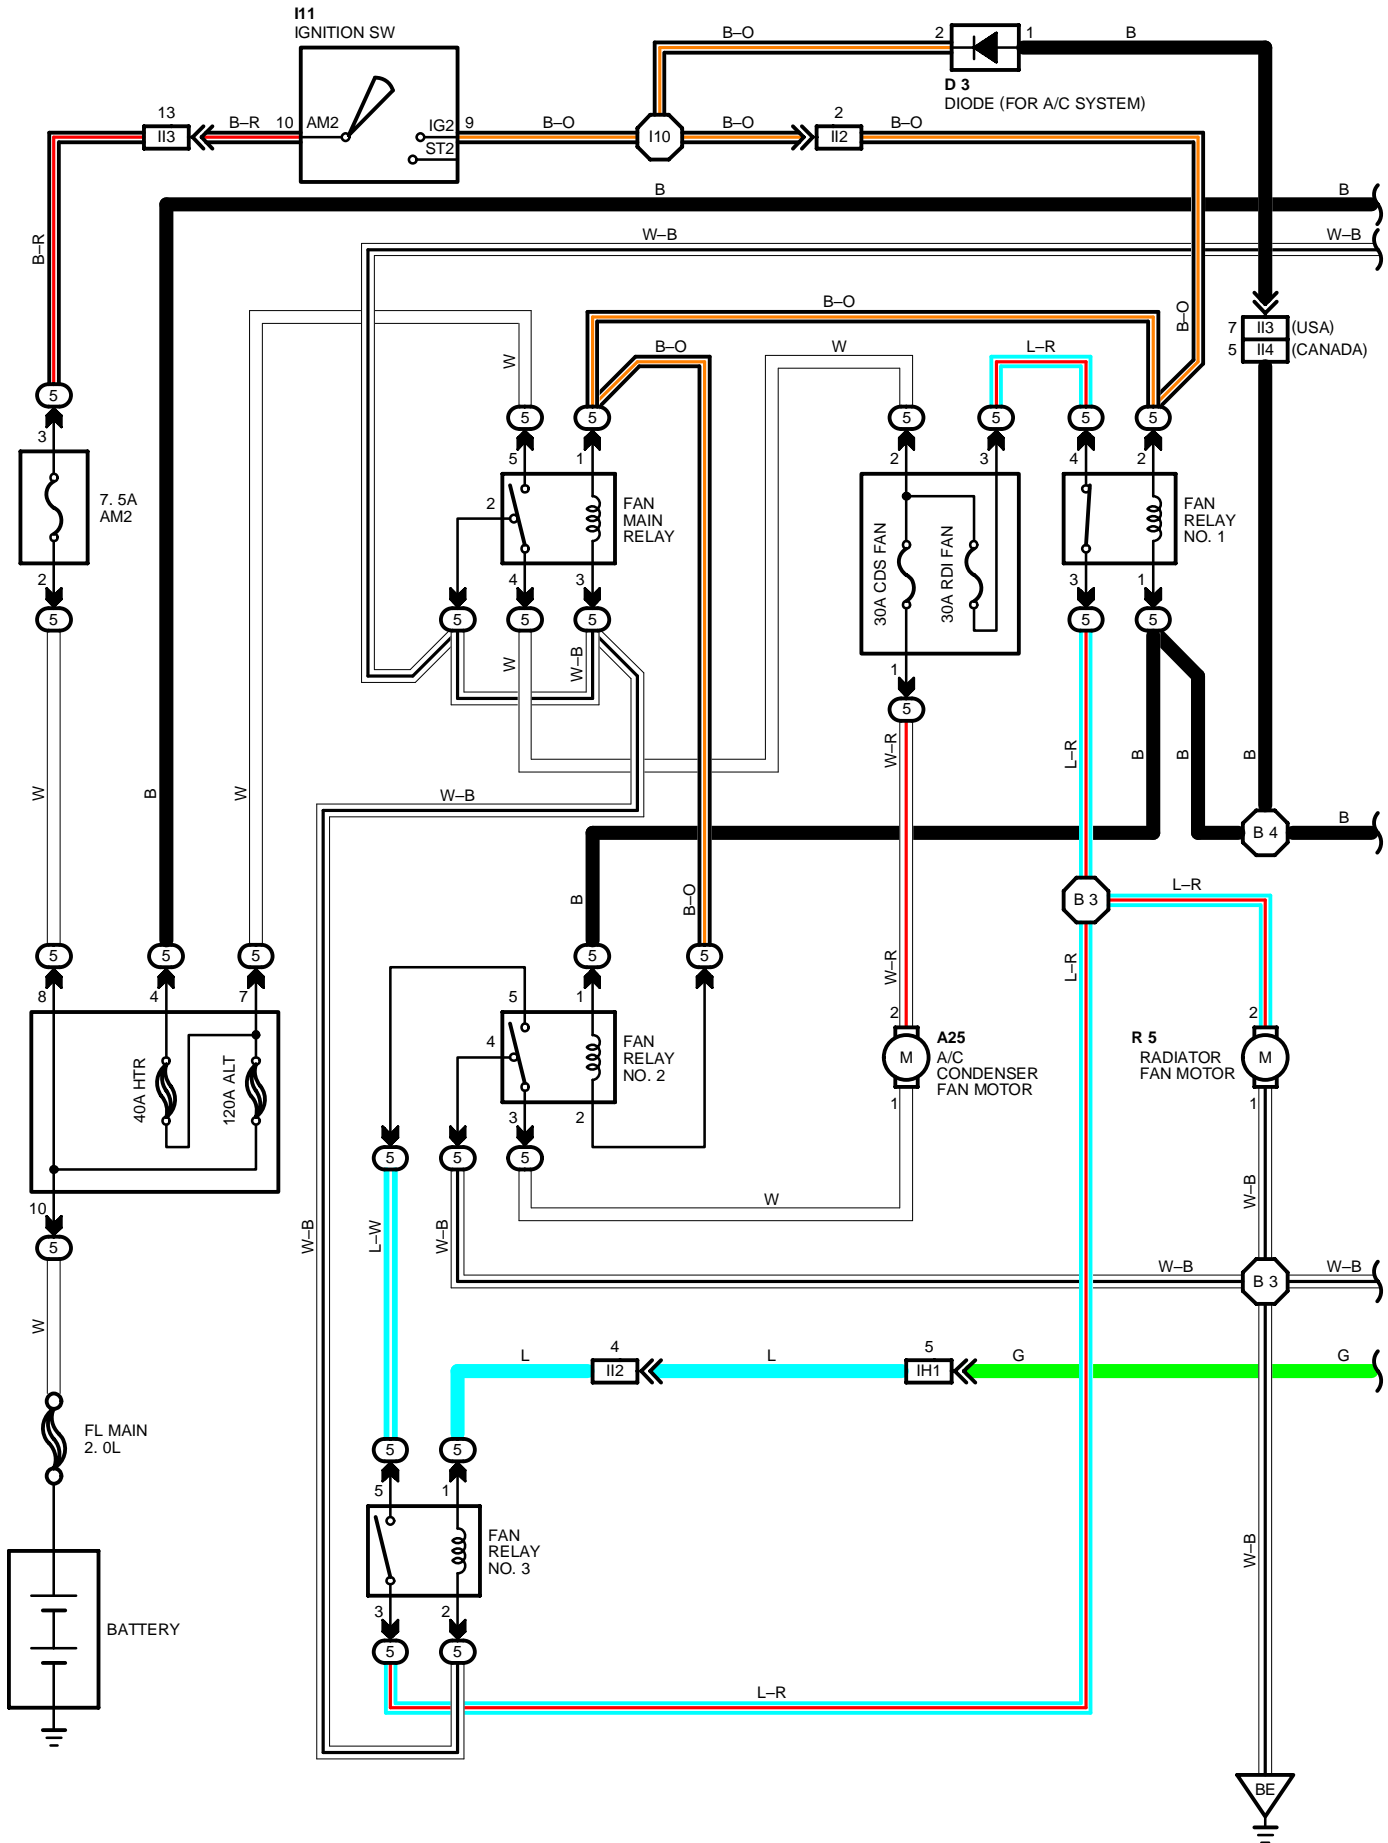 I11
IGNITION SW
B–O
2
1
B
D 3
DIODE (FOR A/C SYSTEM)
13
II3
B–R
10
AM2
IG2
9
ST2
B–O
I10
B–O
2
II2
B–O
B
B
B–R
W–B
W–B
B–O
B–O
7
II3
(USA)
5
II4
(CANADA)
W
B–O
W
L–R
5
5
5
5
5
5
5
3
5
1
2
3
4
2
7. 5A
AM2
2
FAN
MAIN
RELAY
30A CDS FAN
30A RDI FAN
FAN
RELAY
NO. 1
2
4
3
3
1
5
5
5
5
5
5
W
W–B
1
5
W
B
W
W–B
W–R
L–R
B
B
B
B 4
B
B
B–O
B 3
L–R
W–R
L–R
5
5
5
5
5
8
4
7
5
1
40A HTR
120A ALT
4
FAN
RELAY
NO. 2
3
2
2
M
1
A25
A/C
CONDENSER
FAN MOTOR
R 5
RADIATOR
FAN MOTOR
2
M
1
5
5
5
10
5
W
W–B
L–W
W–B
W–B
W–B
B 3
W–B
W
L
4
II2
L
5
IH1
G
G
FL MAIN
2. 0L
5
5
5
1
FAN
RELAY
NO. 3
W–B
3
2
5
5
BATTERY
L–R
BE